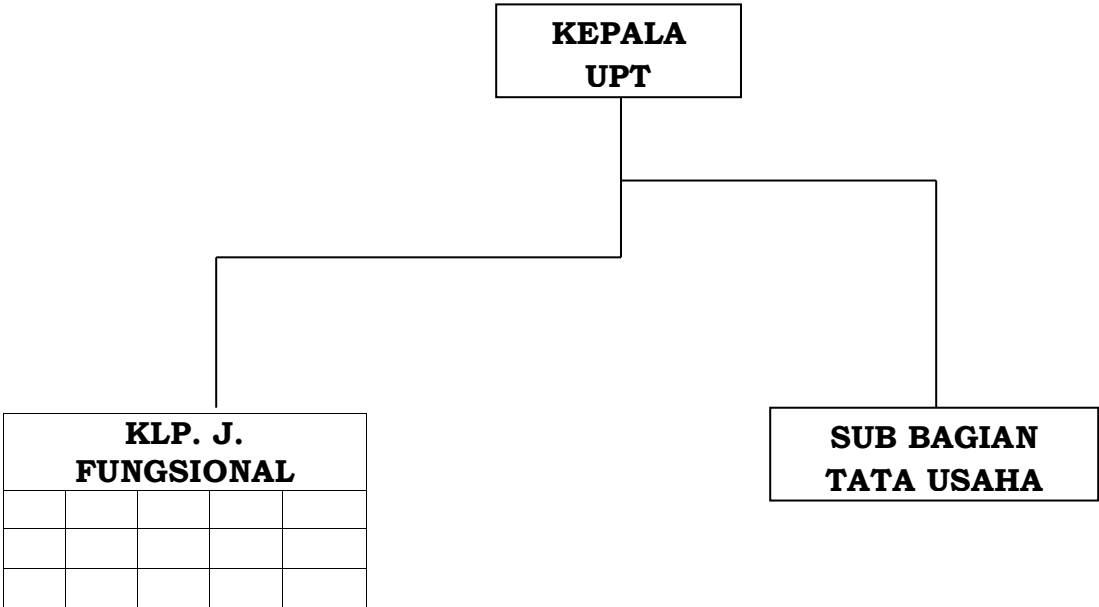 KEPALA
UPT
KLP. J.
FUNGSIONAL
SUB BAGIAN
TATA USAHA